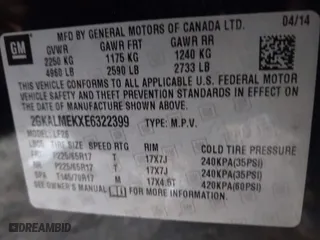 GM
BY GENERAL MOTORS OF CANADA LTD. 04/14
GVWR GAWR FRT GAWR RR
2250 KG 1175 KG 1240 KG
4960 LB 2590 LB 2733 LB
THIS VEHICLE CONFORMS TO ALL APPLICABLE U.S. FEDERAL MOTOR
VEHICLE SAFETY AND THEFT PREVENTION STANDARDS IN EFFECT ON
THE DATE OF MANUFACTURE SHOWN ABOVE.
2GKALMEKXE6322399 TYPE: M.P.V.
TIRE SIZE SPEED RTG RIM COLD TIRE PRESSURE
FRT P225/65R17 T 17X7J 240KPA(35PSI)
RR P225/65R17 T 17X7J 240KPA(35PSI)
SPA T145/70R17 M 17X4.5T 420KPA(60PSI)
SEE OWNER'S MANUAL FOR MORE INFORMATION.
DREAMBID